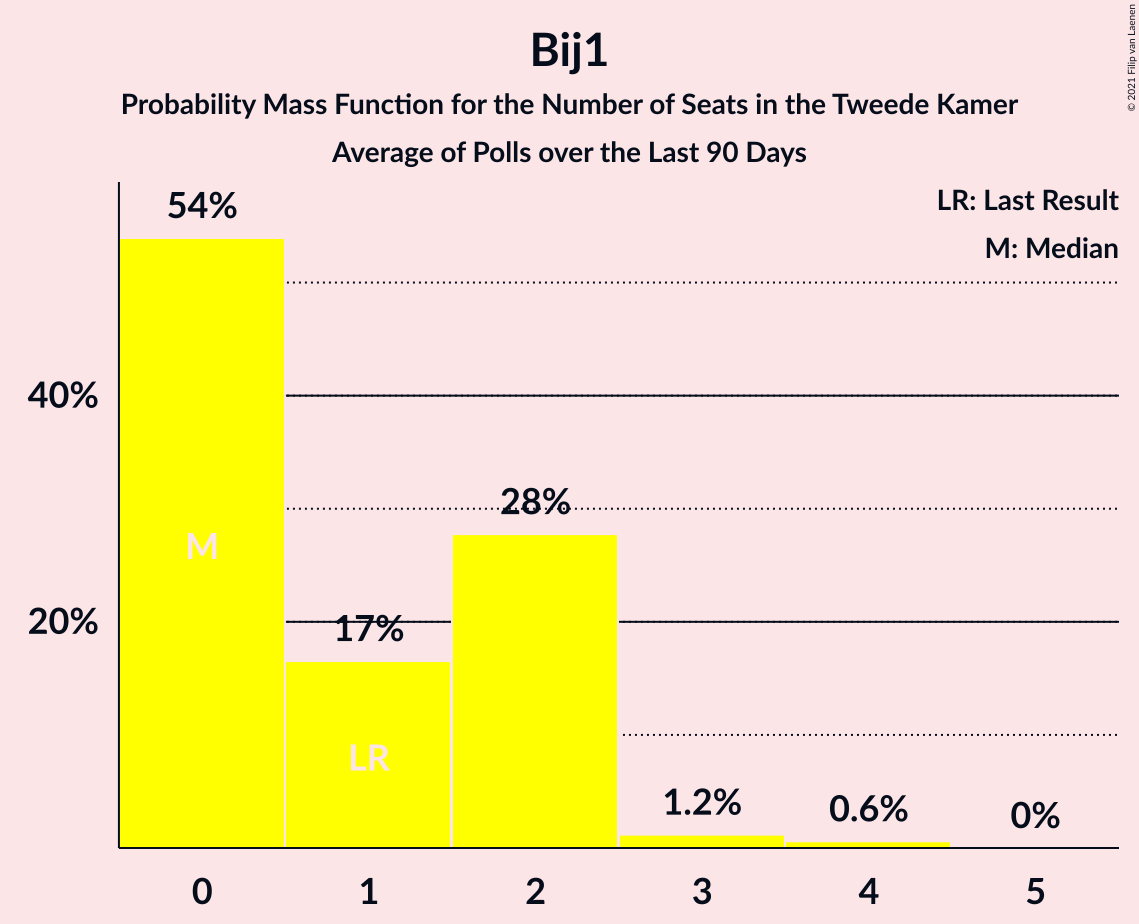 Bij1
Probability Mass Function for the Number of Seats in the Tweede Kamer
Average of Polls over the Last 90 Days
© 2021 Filip van Laenen
LR: Last Result
M: Median
54%
40%
28%
M
20%
17%
LR
1.2%
0.6%
0%
0 1 2 3 4 5